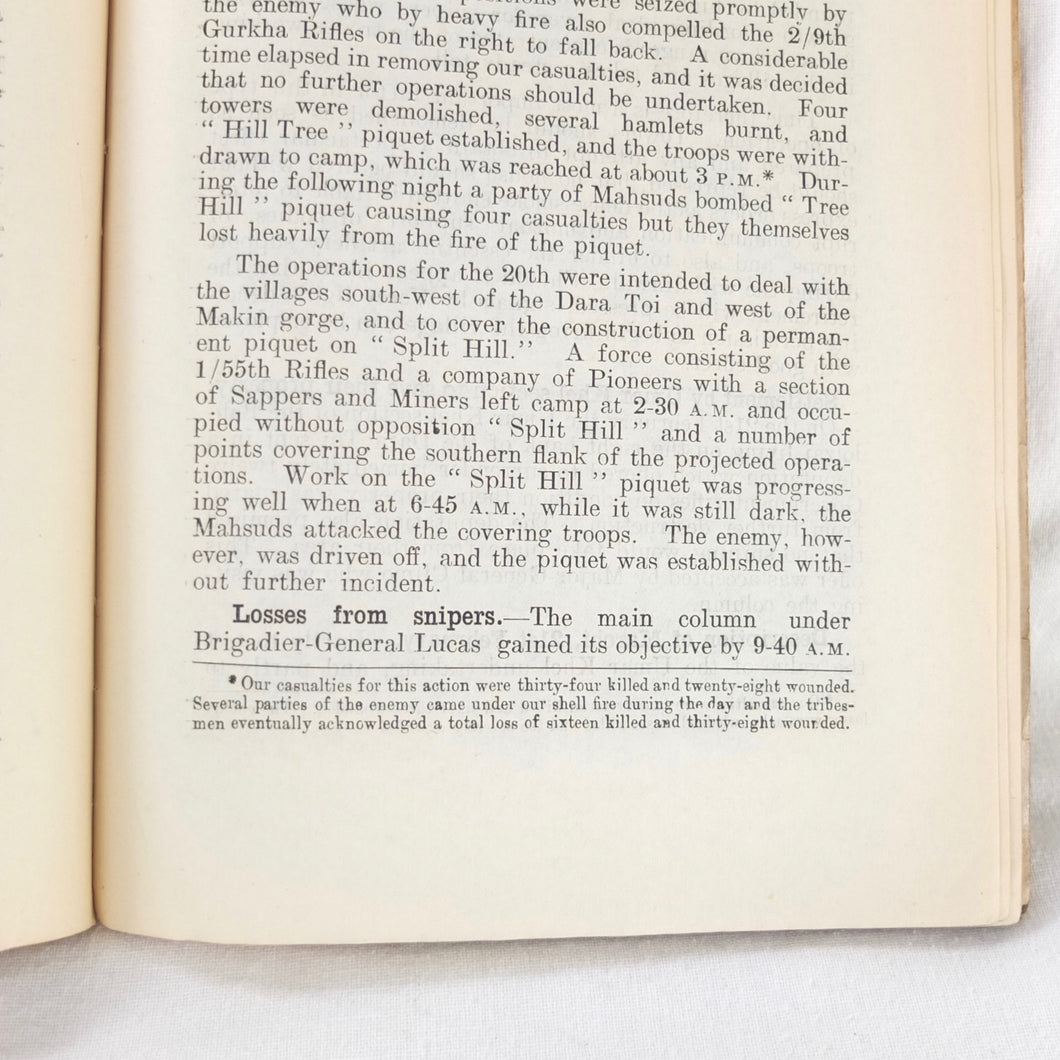 were seized promptly by
the enemy who by heavy fire also compelled the 2/9th
Gurkha Rifles on the right to fall back. A considerable
time elapsed in removing our casualties, and it was decided
that no further operations should be undertaken. Four
towers were demolished, several hamlets burnt, and
“ Hill Tree ” piquet established, and the troops were with-
drawn to camp, which was reached at about 3 P.M.* Dur-
ing the following night a party of Mahsuds bombed “ Tree
Hill ” piquet causing four casualties but they themselves
lost heavily from the fire of the piquet.
The operations for the 20th were intended to deal with
the villages south-west of the Dara Toi and west of the
Makin gorge, and to cover the construction of a perman-
ent piquet on “ Split Hill.” A force consisting of the
1/55th Rifles and a company of Pioneers with a section
of Sappers and Miners left camp at 2-30 A.M. and occu-
pied without opposition “ Split Hill ” and a number of
points covering the southern flank of the projected opera-
tions. Work on the “ Split Hill ” piquet was progress-
ing well when at 6-45 A.M., while it was still dark, the
Mahsuds attacked the covering troops. The enemy, how-
ever, was driven off, and the piquet was established with-
out further incident.
Losses from snipers.—The main column under
Brigadier-General Lucas gained its objective by 9-40 A.M.
* Our casualties for this action were thirty-four killed and twenty-eight wounded.
Several parties of the enemy came under our shell fire during the day and the tribes-
men eventually acknowledged a total loss of sixteen killed and thirty-eight wounded.